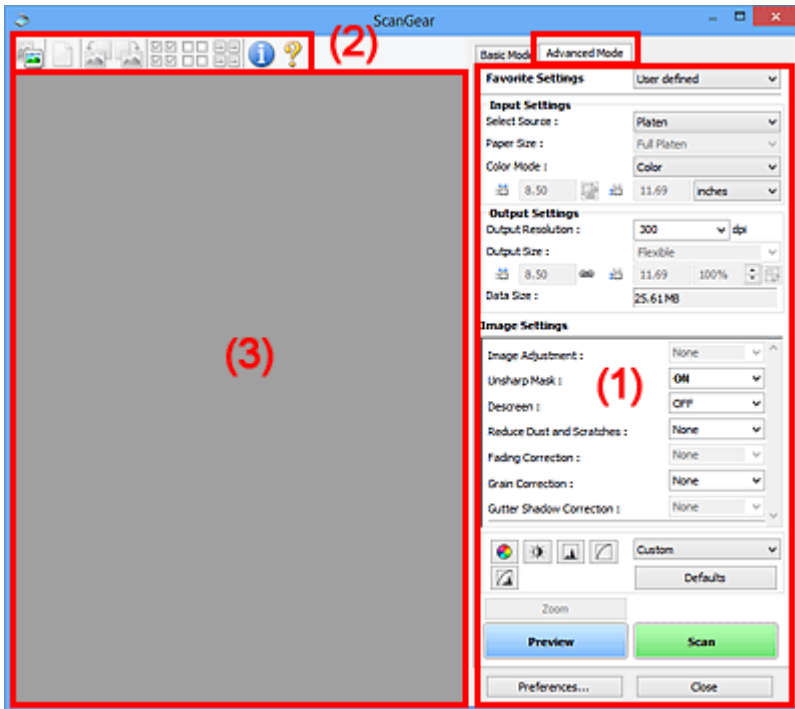 ScanGear
(2)
Basic Mode Advanced Mode
Favorite Settings User defined
Input Settings
Select Source : Platen
Paper Size : Full Platen
Color Mode : Color
8.50 11.69 inches
Output Settings
Output Resolution : 300 dpi
Output Size : Flexible
8.50 11.69 100%
Data Size : 25.61MB
Image Settings
(3)
(1)
Image Adjustment : None
Unsharp Mask : ON
Descreen : OFF
Reduce Dust and Scratches : None
Fading Correction : None
Grain Correction : None
Gutter Shadow Correction : None
Custom
Defaults
Zoom
Preview Scan
Preferences... Close